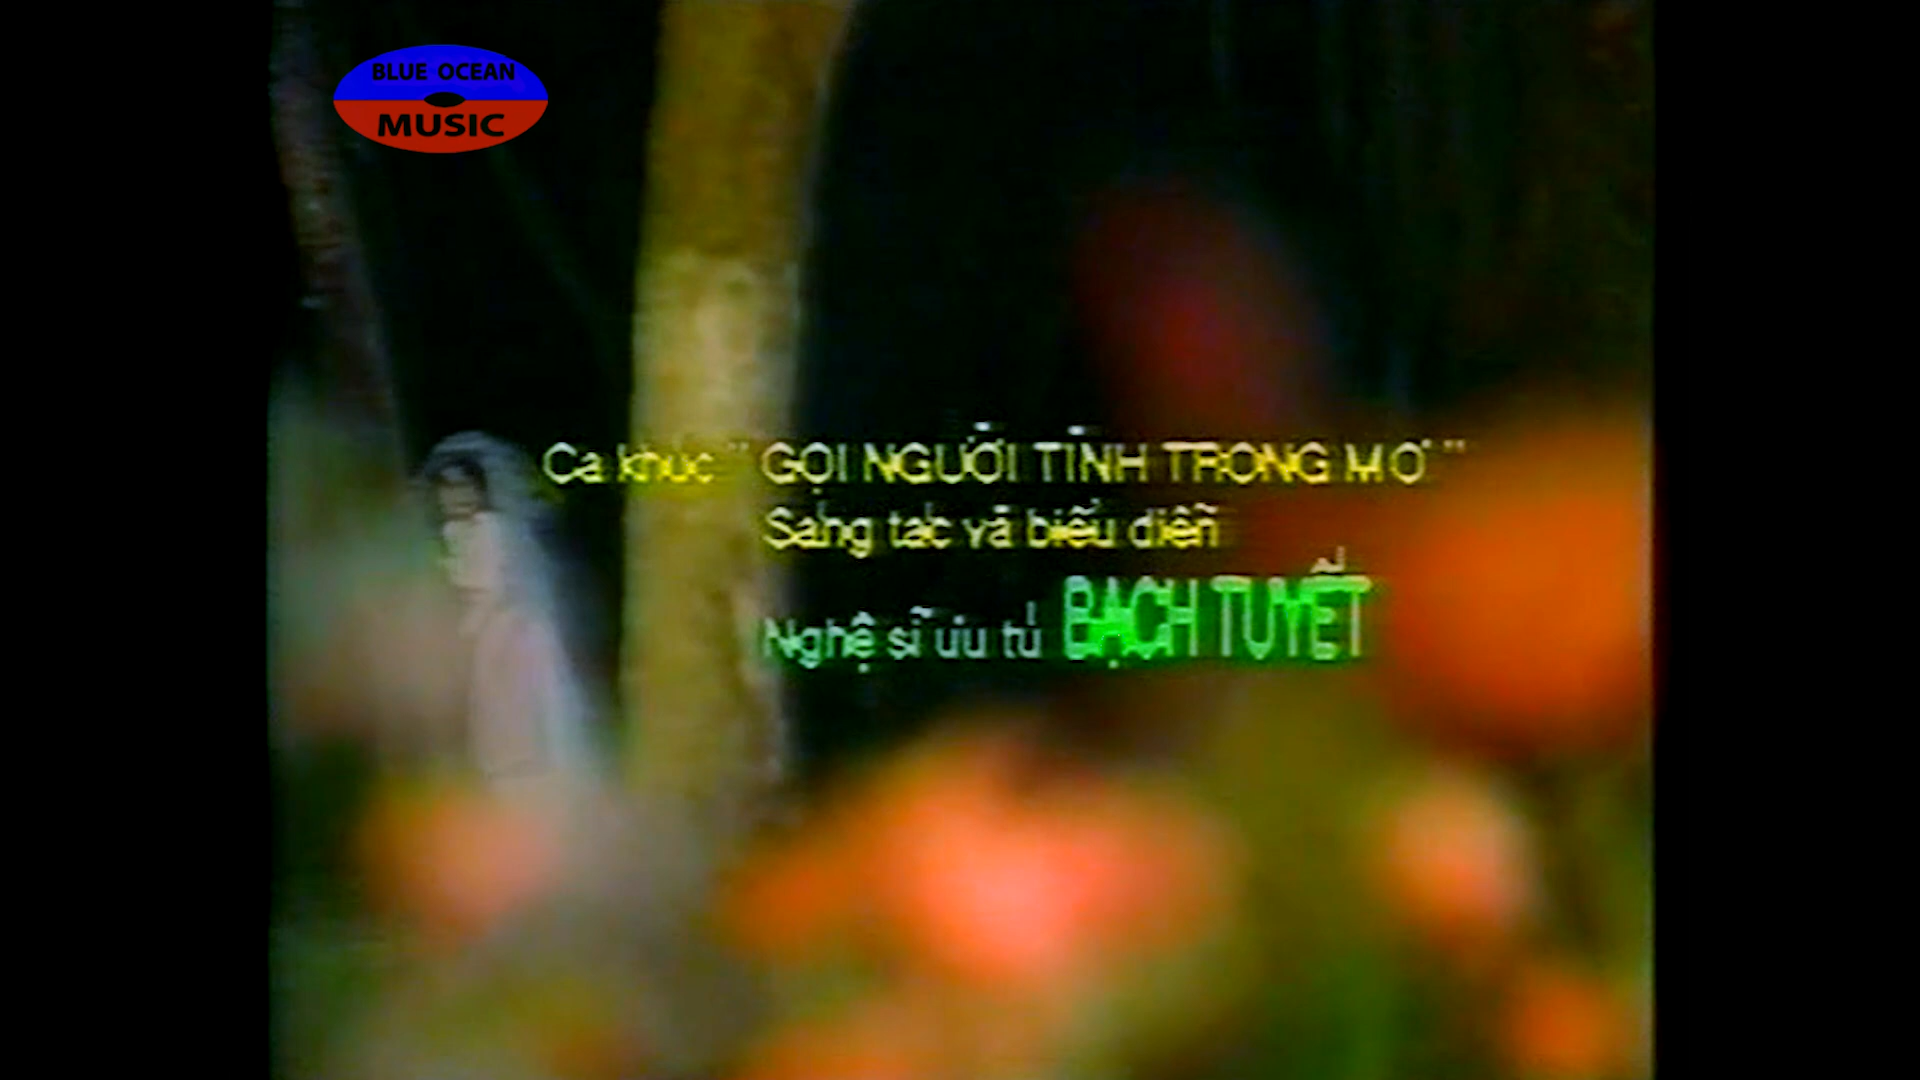 BLUE OCEAN
MUSIC
Ca khúc " GỌI NGƯỜI TÌNH TRONG MƠ "
Sáng tác và biểu diễn
Nghệ sĩ ưu tú BẠCH TUYẾT